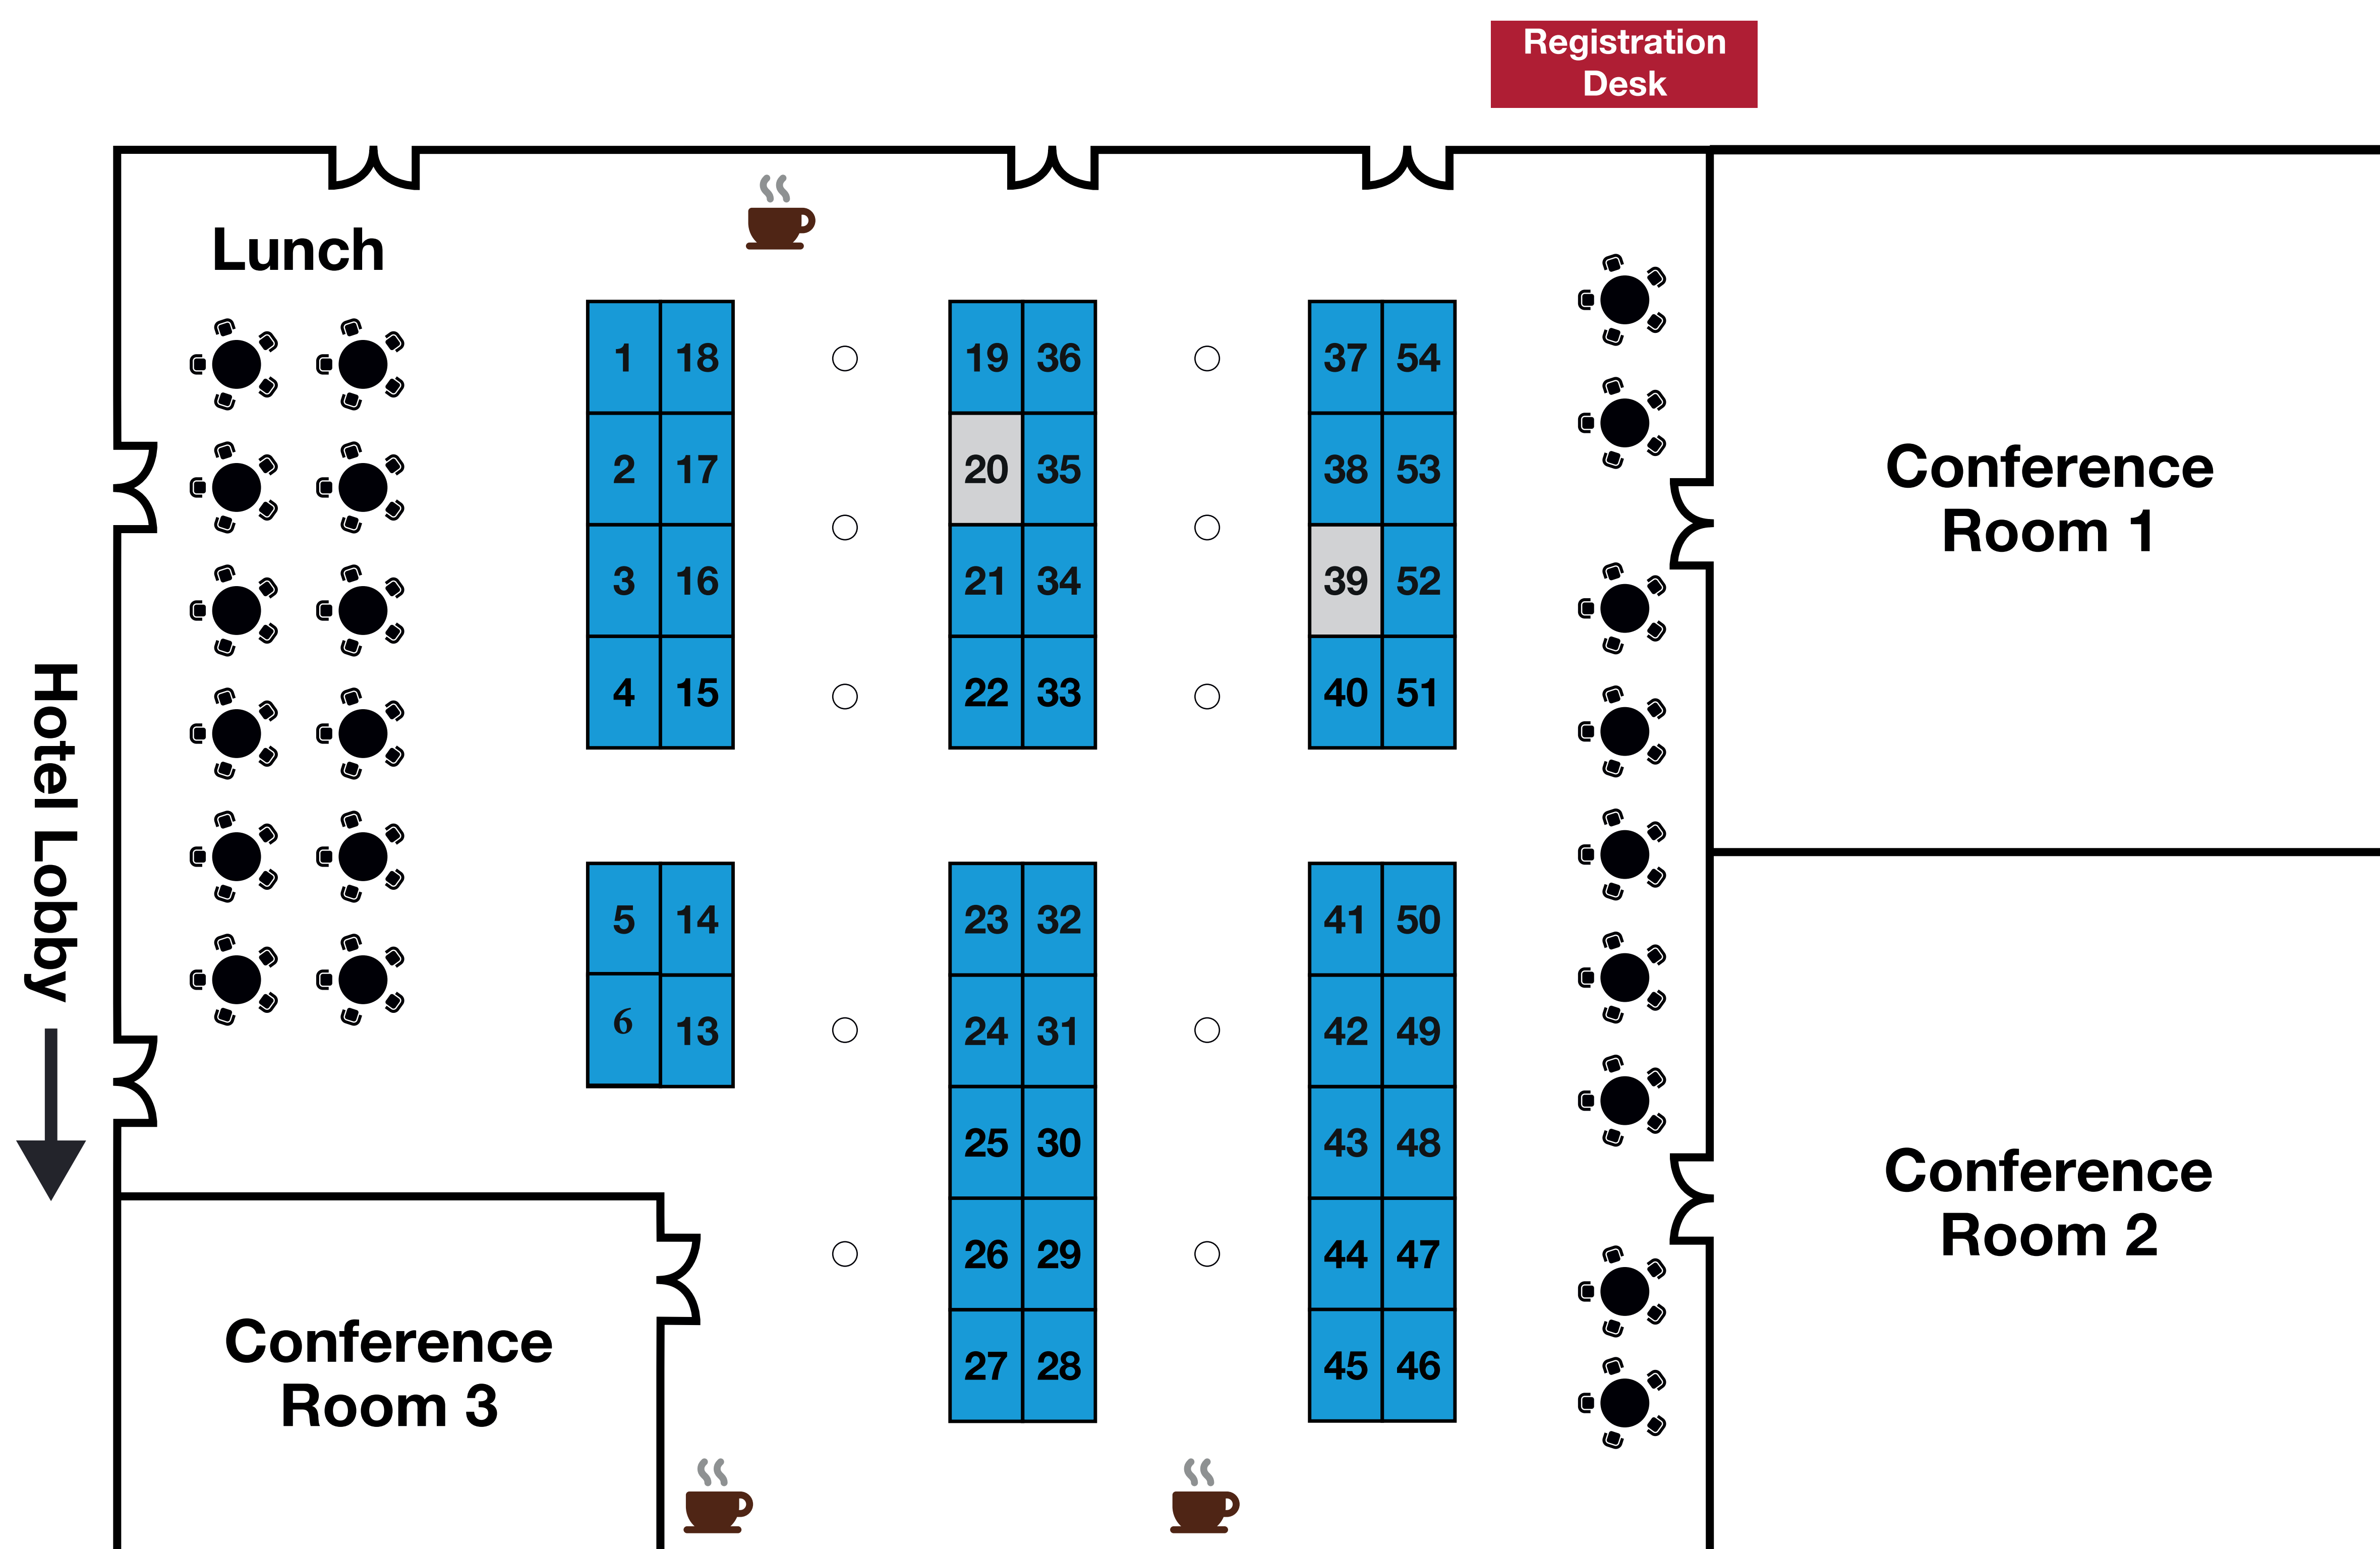 Registration
Desk
Lunch
1 18 19 36 37 54
2 17 20 35 38 53
3 16 21 34 39 52
4 15 22 33 40 51
Conference
Room 1
Hotel Lobby
5 14 23 32 41 50
6 13 24 31 42 49
25 30 43 48
26 29 44 47
27 28 45 46
Conference
Room 2
Conference
Room 3